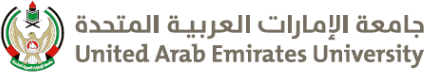 جامعة الإمارات العربية المتحدة
United Arab Emirates University